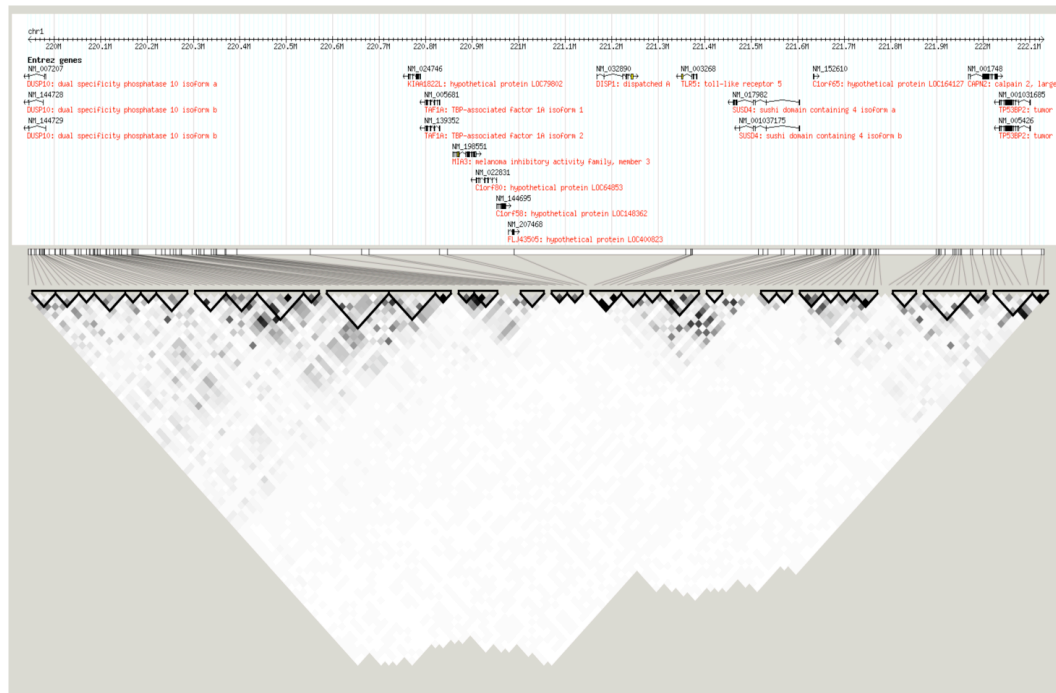 chr1
220M 220.1M 220.2M 220.3M 220.4M 220.5M 220.6M 220.7M 220.8M 220.9M 221M 221.1M 221.2M 221.3M 221.4M 221.5M 221.6M 221.7M 221.8M 221.9M 222M 222.1M
Entrez genes
NM_007207 NM_024746 NM_032890 NM_003268 NM_152610 NM_001748
DUSP10: dual specificity phosphatase 10 isoform a KIAA1822L: hypothetical protein LOC79802 DISP1: dispatched A TLR5: toll-like receptor 5 C1orf65: hypothetical protein LOC164127 CAPN2: calpain 2, large
NM_144728 NM_005681 NM_017982 NM_001031685
DUSP10: dual specificity phosphatase 10 isoform b TAF1A: TBP-associated factor 1A isoform 1 SUSD4: sushi domain containing 4 isoform a TP53BP2: tumor
NM_144729 NM_139352 NM_001037175 NM_005426
DUSP10: dual specificity phosphatase 10 isoform b TAF1A: TBP-associated factor 1A isoform 2 SUSD4: sushi domain containing 4 isoform b TP53BP2: tumor
NM_198551
MIA3: melanoma inhibitory activity family, member 3
NM_022831
C1orf80: hypothetical protein LOC64853
NM_144695
C1orf58: hypothetical protein LOC148362
NM_207468
FLJ43505: hypothetical protein LOC400823